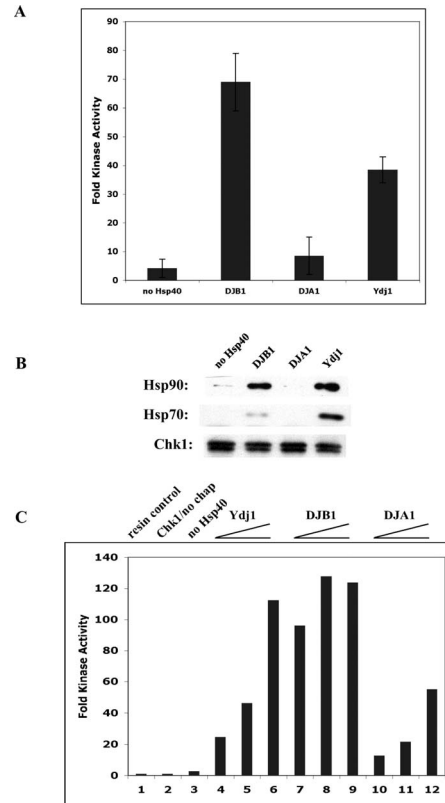 A
90
80
70
60
50
40
30
20
10
0
Fold Kinase Activity
no Hsp40 DJB1 DJA1 Ydj1
B
no Hsp40 DJB1 DJA1 Ydj1
Hsp90:
Hsp70:
Chk1:
C
resin control Chk1/no chap no Hsp40 Ydj1 DJB1 DJA1
140
120
100
80
60
40
20
0
Fold Kinase Activity
1 2 3 4 5 6 7 8 9 10 11 12